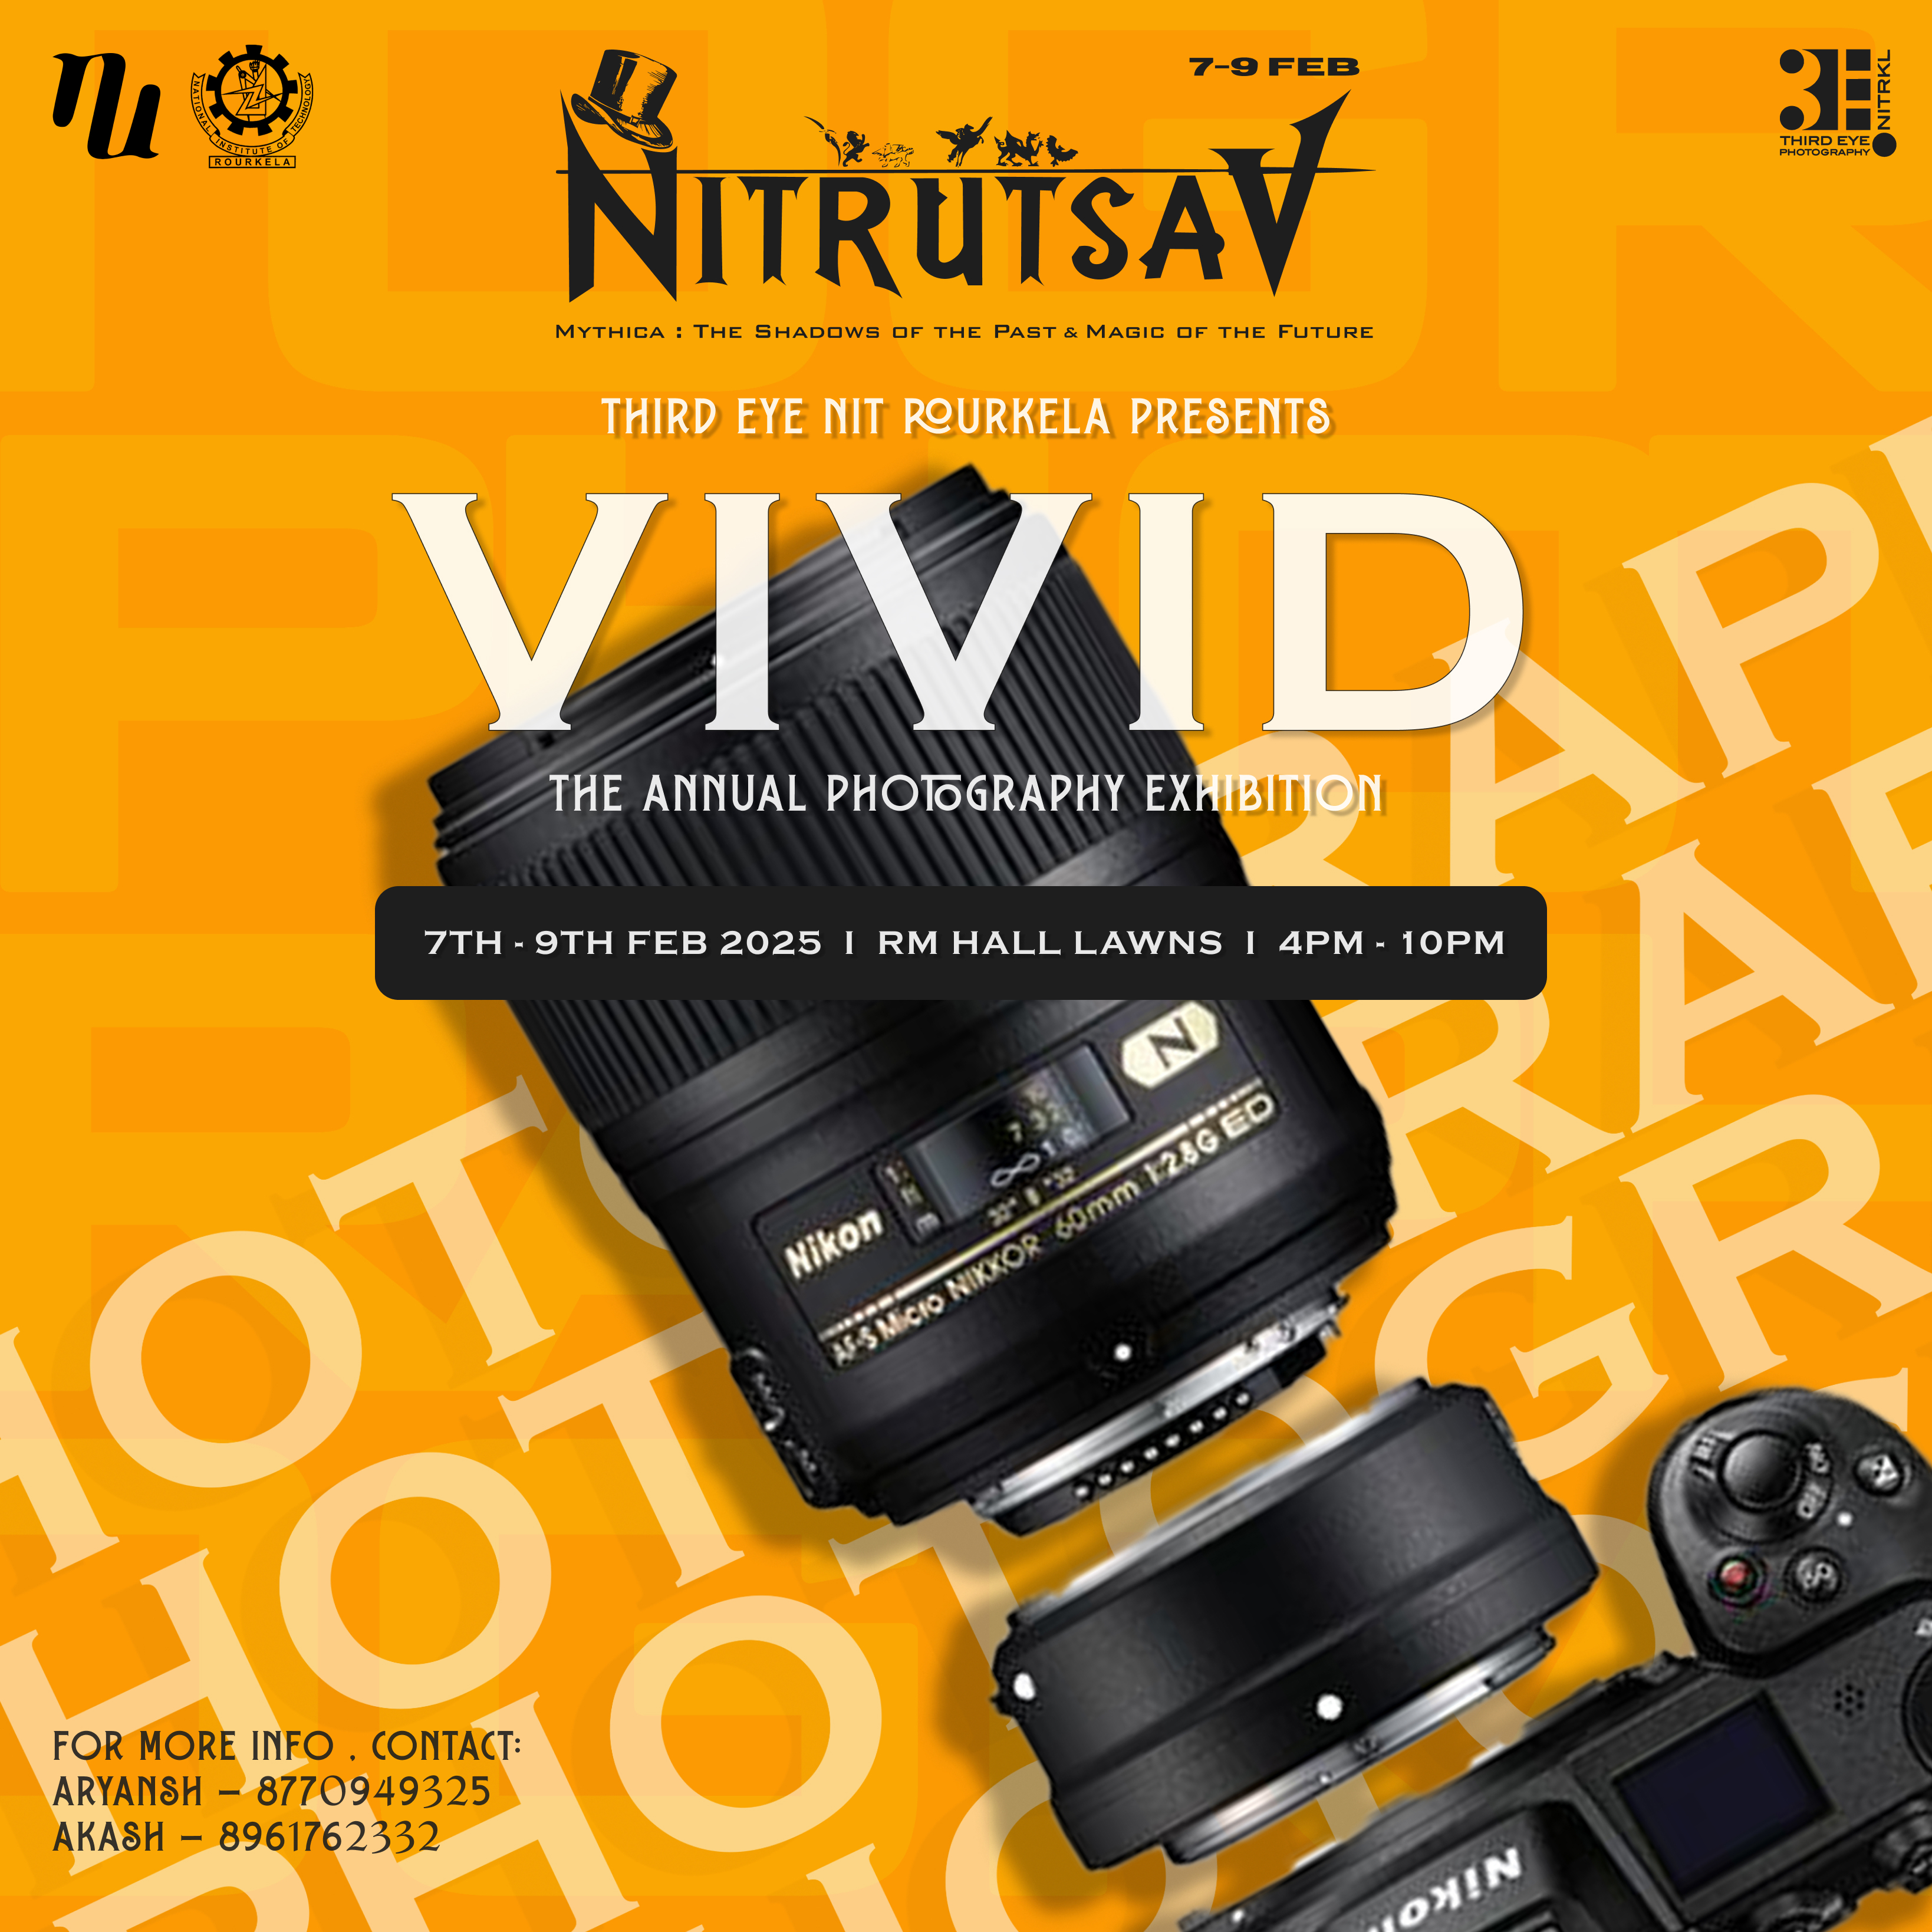 nu
NATIONAL INSTITUTE OF TECHNOLOGY
ROURKELA
7-9 FEB
NITRUTSAV
MYTHICA : THE SHADOWS OF THE PAST & MAGIC OF THE FUTURE
3E!
NITRKL
THIRD EYE
PHOTOGRAPHY
THIRD EYE NIT ROURKELA PRESENTS
VIVID
THE ANNUAL PHOTOGRAPHY EXHIBITION
7TH - 9TH FEB 2025 I RM HALL LAWNS I 4PM - 10PM
N
Nikon
∞
AF-S Micro NIKKOR 60mm 1:2.8G ED
Nikon
FOR MORE INFO . CONTACT:
ARYANSH – 8770949325
AKASH – 8961762332